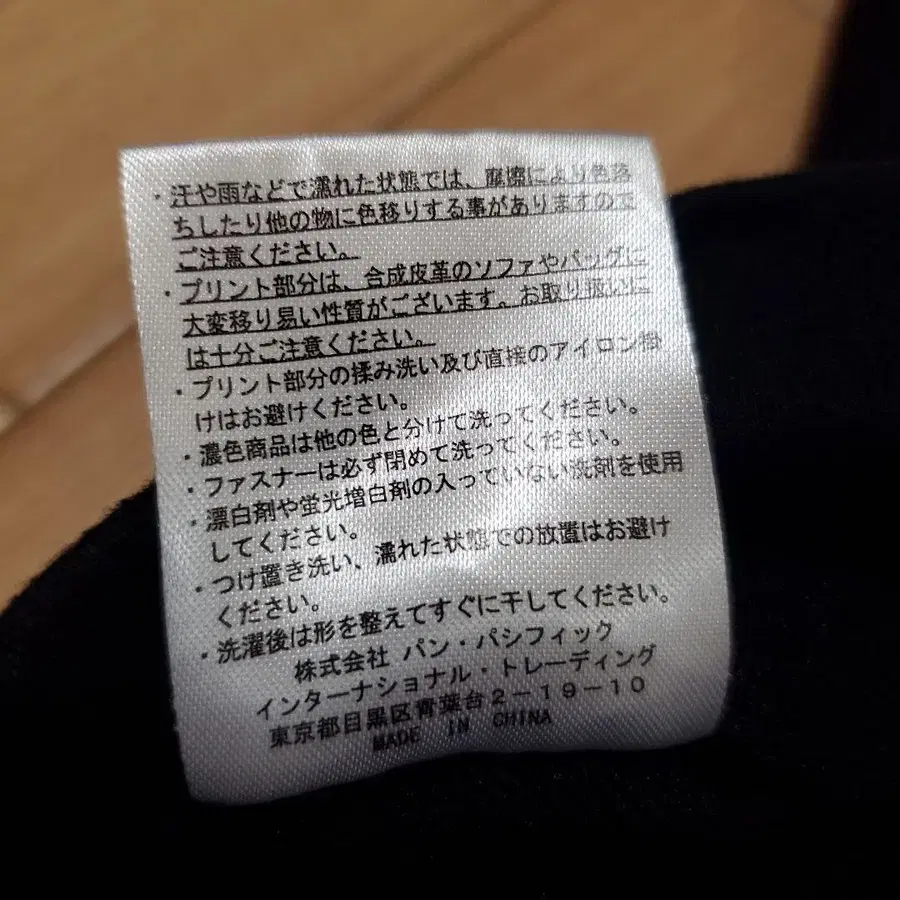 ・汗や雨などで濡れた状態では、摩擦により色落
ちしたり他の物に色移りする事がありますので
ご注意ください。
・プリント部分は、合成皮革のソファやバッグに
大変移り易い性質がございます。お取り扱いに
は十分ご注意ください。
・プリント部分の揉み洗い及び直接のアイロン掛
けはお避けください。
・濃色商品は他の色と分けて洗ってください。
・ファスナーは必ず閉めて洗ってください。
・漂白剤や蛍光増白剤の入っていない洗剤を使用
してください。
・つけ置き洗い、濡れた状態での放置はお避け
ください。
・洗濯後は形を整えてすぐに干してください。
株式会社 パン・パシフィック
インターナショナル・トレーディング
東京都目黒区青葉台2-19-10
MADE IN CHINA